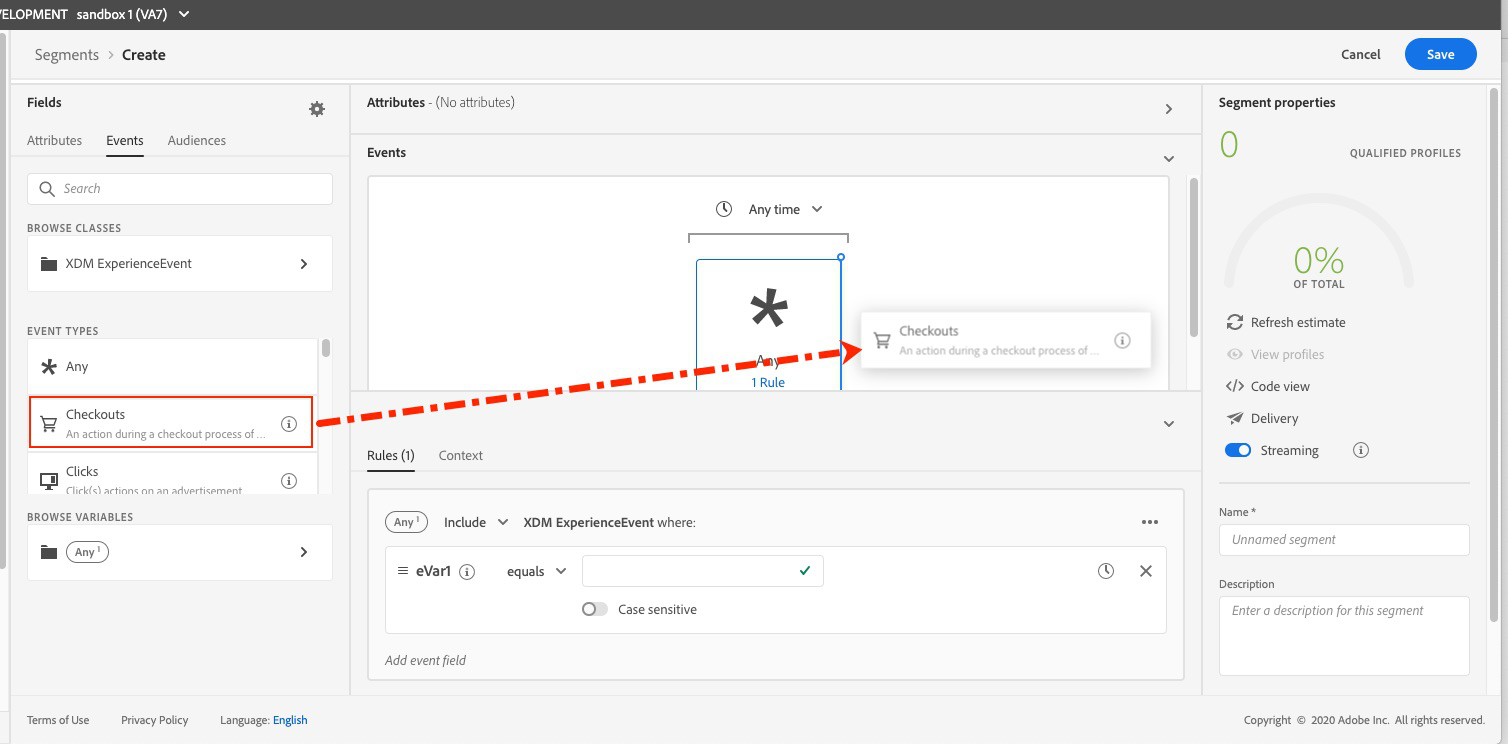 VELOPMENT sandbox 1 (VA7)
Segments > Create
Cancel
Save
Fields
Attributes
Events
Audiences
Search
BROWSE CLASSES
XDM ExperienceEvent
EVENT TYPES
Any
Checkouts
An action during a checkout process of ...
Clicks
Click(s) actions on an advertisement
BROWSE VARIABLES
Any 1
Attributes - (No attributes)
Events
Any time
Any
1 Rule
Checkouts
An action during a checkout process of ...
Rules (1)
Context
Any 1
Include
XDM ExperienceEvent where:
eVar1
equals
Case sensitive
Add event field
Segment properties
0
QUALIFIED PROFILES
0%
OF TOTAL
Refresh estimate
View profiles
Code view
Delivery
Streaming
Name *
Unnamed segment
Description
Enter a description for this segment
Terms of Use
Privacy Policy
Language: English
Copyright © 2020 Adobe Inc. All rights reserved.